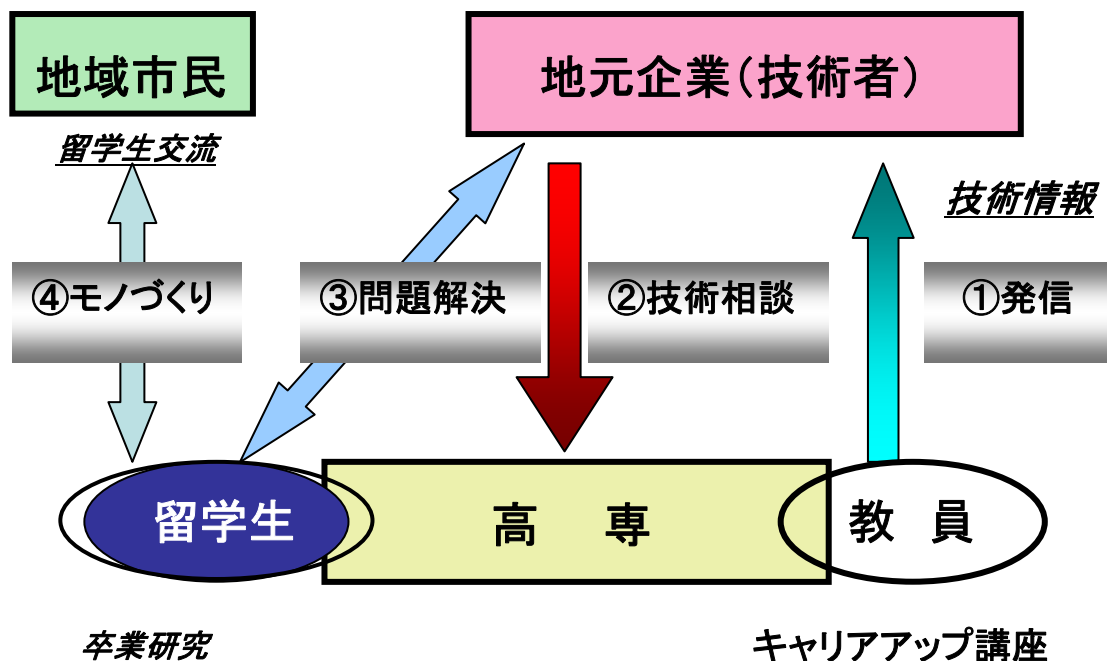 地域市民
地元企業(技術者)
留学生交流
技術情報
④モノづくり
③問題解決
②技術相談
①発信
留学生
高 専
教 員
卒業研究
キャリアアップ講座